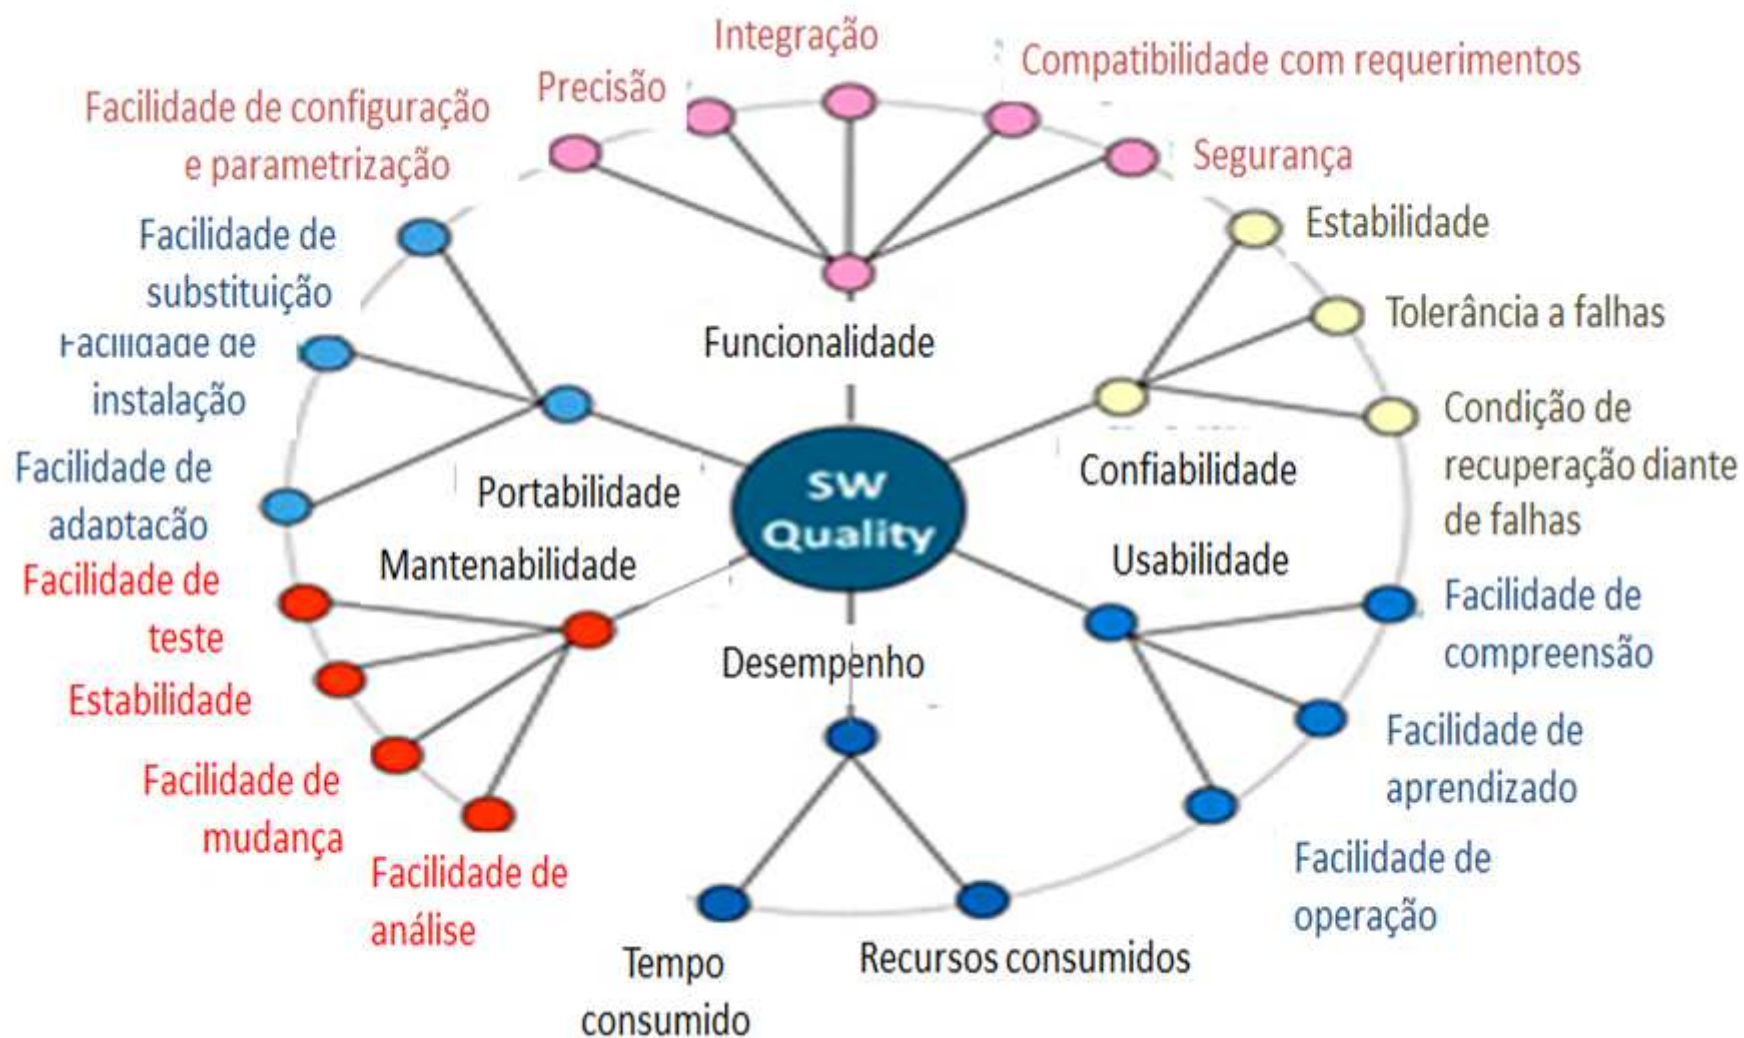 Integração
Compatibilidade com requerimentos
Precisão
Facilidade de configuração
e parametrização
Segurança
Facilidade de
substituição
Estabilidade
Tolerância a falhas
Funcionalidade
Facilidade de
instalação
Condição de
recuperação diante
de falhas
Facilidade de
adaptação
Portabilidade
SW
Quality
Confiabilidade
Mantenabilidade
Usabilidade
Facilidade de
teste
Facilidade de
compreensão
Desempenho
Estabilidade
Facilidade de
aprendizado
Facilidade de
mudança
Facilidade de
análise
Facilidade de
operação
Tempo
consumido
Recursos consumidos